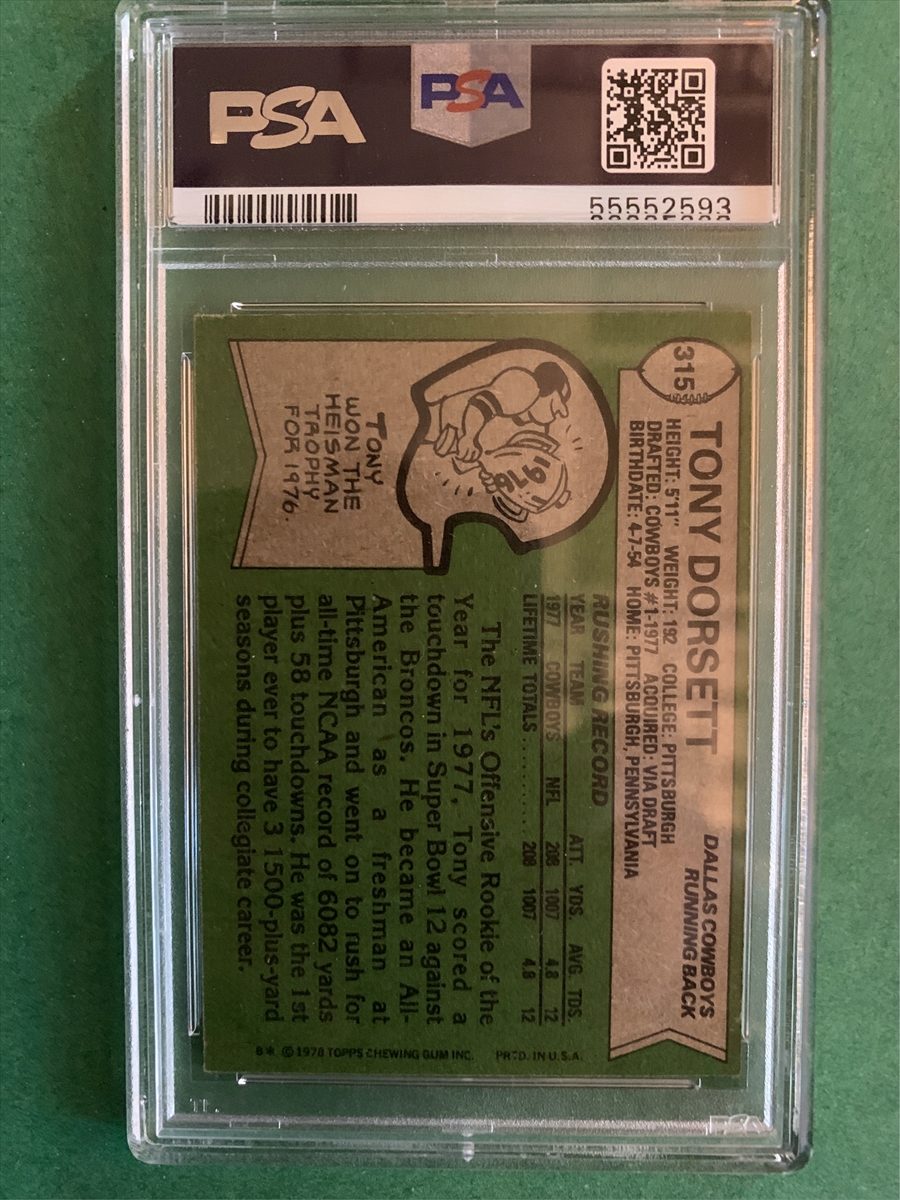 PSA
PSA
55552593
315
TONY DORSETT
DALLAS COWBOYS
RUNNING BACK
HEIGHT: 5'11" WEIGHT: 192 COLLEGE: PITTSBURGH
DRAFTED: COWBOYS #1-1977 ACQUIRED: VIA DRAFT
BIRTHDATE: 4-7-54 HOME: PITTSBURGH, PENNSYLVANIA
1976
TONY
WON THE
HEISMAN
TROPHY
FOR 1976.
RUSHING RECORD
YEAR TEAM ATT. YDS. AVG. TDS.
1977 COWBOYS NFL 208 1007 4.8 12
LIFETIME TOTALS ......... 208 1007 4.8 12
The NFL's Offensive Rookie of the
Year for 1977, Tony scored a
touchdown in Super Bowl 12 against
the Broncos. He became an All-
American as a freshman at
Pittsburgh and went on to rush for
all-time NCAA record of 6082 yards
plus 58 touchdowns. He was the 1st
player ever to have 3 1500-plus-yard
seasons during collegiate career.
B* © 1978 TOPPS CHEWING GUM INC. PRTD. IN U.S.A.
PSA